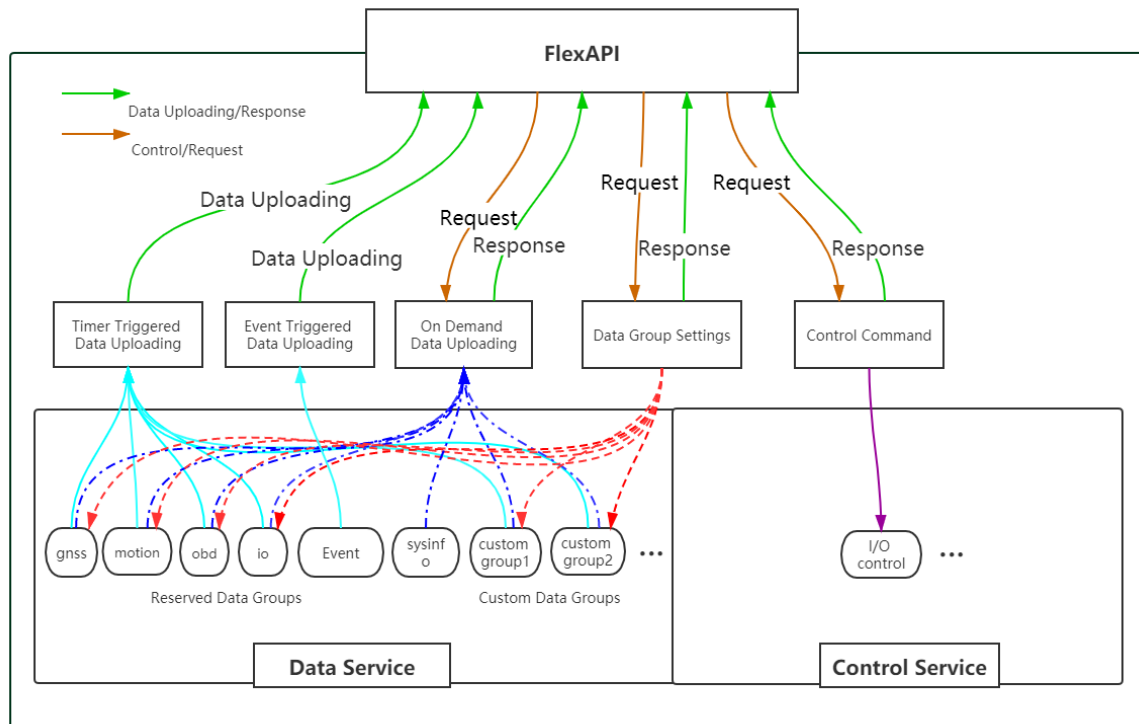 FlexAPI
Data Uploading/Response
Control/Request
Data Uploading
Data Uploading
Request
Response
Request
Response
Request
Response
Timer Triggered
Data Uploading
Event Triggered
Data Uploading
On Demand
Data Uploading
Data Group Settings
Control Command
gnss
motion
obd
io
Event
sysinf
o
custom
group1
custom
group2
...
I/O
control
...
Reserved Data Groups
Custom Data Groups
Data Service
Control Service